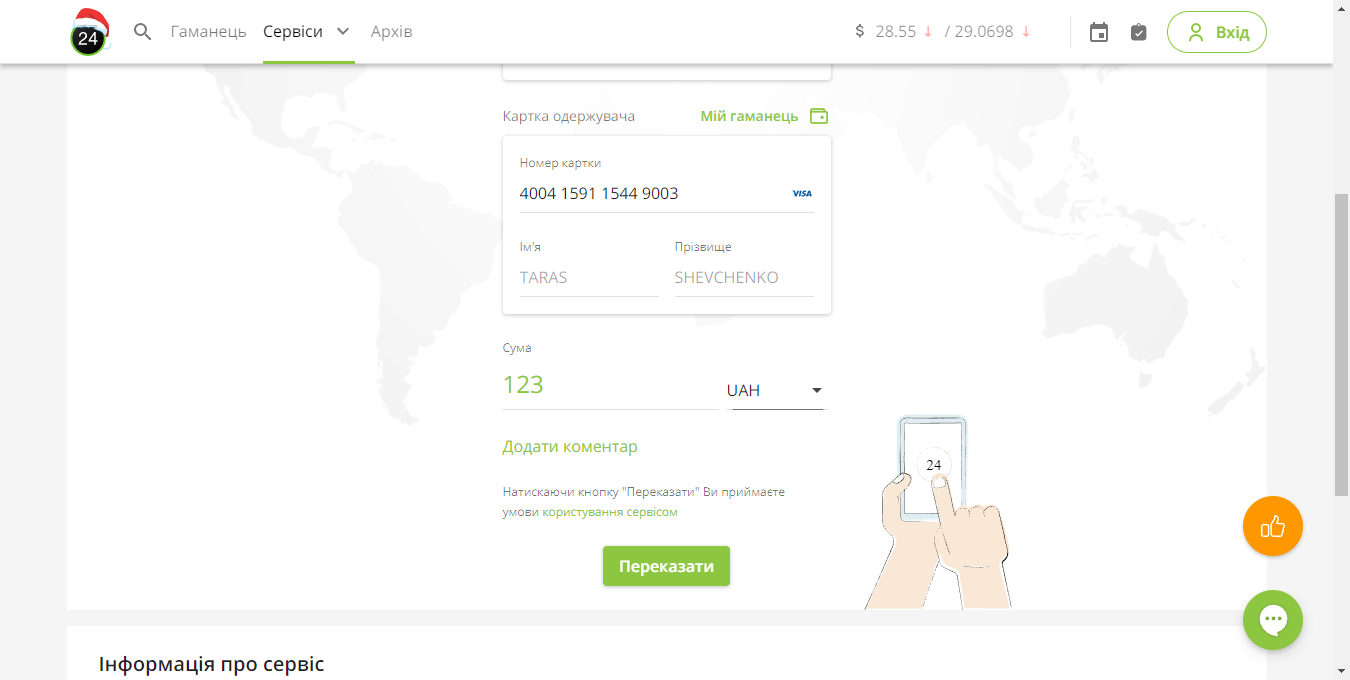 24 Гаманець Сервіси Архів $ 28.55 ↓ / 29.0698 ↓ Вхід
Картка одержувача Мій гаманець
Номер картки
4004 1591 1544 9003 VISA
Ім'я Прізвище
TARAS SHEVCHENKO
Сума
123 UAH
Додати коментар
24
Натискаючи кнопку "Переказати" Ви приймаєте
умови користування сервісом
Переказати
Інформація про сервіс